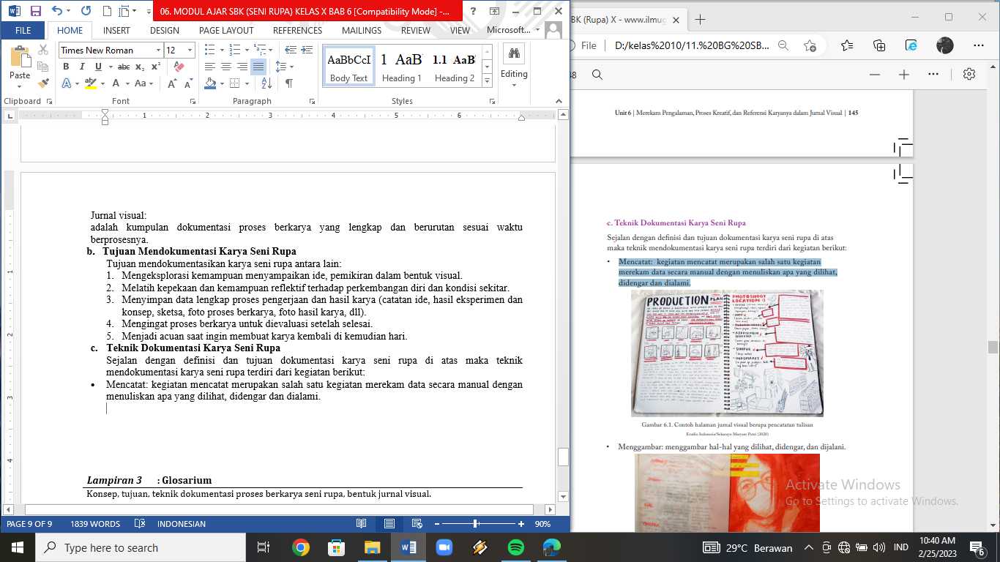 06. MODUL AJAR SBK (SENI RUPA) KELAS X BAB 6 [Compatibility Mode] -...
FILE HOME INSERT DESIGN PAGE LAYOUT REFERENCES MAILINGS REVIEW VIEW Microsoft...
Times New Roman 12
B I U abc x₂ x²
Paste
Clipboard Font Paragraph Styles
AaBbCcI 1 AaB 1.1 AaB
Body Text Heading 1 Heading 2
Editing
1 2 3 4 5 6
Jurnal visual:
adalah kumpulan dokumentasi proses berkarya yang lengkap dan berurutan sesuai waktu
berprosesnya.
b. Tujuan Mendokumentasikan Karya Seni Rupa
Tujuan mendokumentasikan karya seni rupa antara lain:
1. Mengeksplorasi kemampuan menyampaikan ide, pemikiran dalam bentuk visual.
2. Melatih kepekaan dan kemampuan reflektif terhadap perkembangan diri dan kondisi sekitar.
3. Menyimpan data lengkap proses pengerjaan dan hasil karya (catatan ide, hasil eksperimen dan
konsep, sketsa, foto proses berkarya, foto hasil karya, dll).
4. Mengingat proses berkarya untuk dievaluasi setelah selesai.
5. Menjadi acuan saat ingin membuat karya kembali di kemudian hari.
c. Teknik Dokumentasi Karya Seni Rupa
Sejalan dengan definisi dan tujuan dokumentasi karya seni rupa di atas maka teknik
mendokumentasi karya seni rupa terdiri dari kegiatan berikut:
• Mencatat: kegiatan mencatat merupakan salah satu kegiatan merekam data secara manual dengan
menuliskan apa yang dilihat, didengar dan dialami.
Lampiran 3 : Glosarium
Konsep, tujuan, teknik dokumentasi proses berkarya seni rupa, bentuk jurnal visual.
PAGE 9 OF 9 1839 WORDS INDONESIAN 90%
BK (Rupa) X - www.ilmug
File D:/kelas%2010/11.%20BG%20SB...
48
Unit 6 | Merekam Pengalaman, Proses Kreatif, dan Referensi Karyanya dalam Jurnal Visual | 145
c. Teknik Dokumentasi Karya Seni Rupa
Sejalan dengan definisi dan tujuan dokumentasi karya seni rupa di atas
maka teknik mendokumentasi karya seni rupa terdiri dari kegiatan berikut:
• Mencatat: kegiatan mencatat merupakan salah satu kegiatan
merekam data secara manual dengan menuliskan apa yang dilihat,
didengar dan dialami.
PRODUCTION PLAN
PHOTOSHOOT
LOCATION :)
Gambar 6.1. Contoh halaman jurnal visual berupa pencatatan tulisan
Erudio Indonesia/Sekarayu Maryam Putri (2020)
• Menggambar: menggambar hal-hal yang dilihat, didengar, dan dijalani.
Activate Windows
Go to Settings to activate Windows.
Type here to search
29°C Berawan IND
10:40 AM
2/25/2023
6